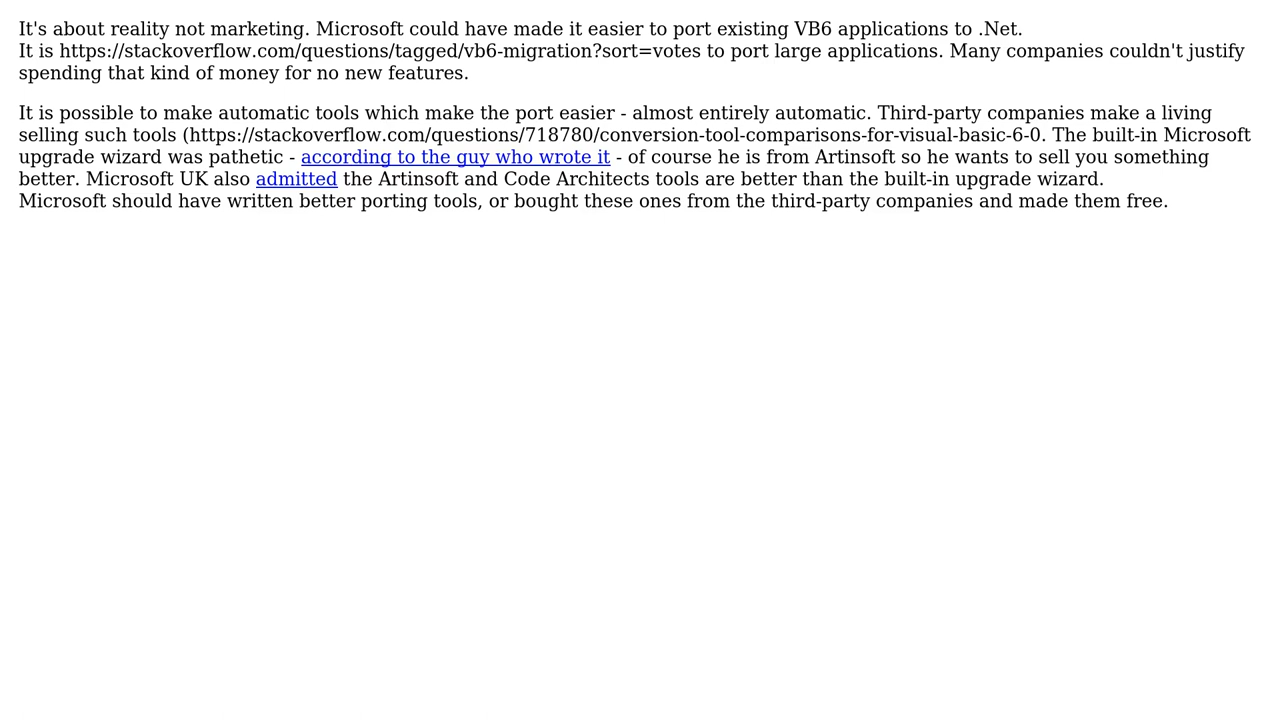 It's about reality not marketing. Microsoft could have made it easier to port existing VB6 applications to .Net.
It is https://stackoverflow.com/questions/tagged/vb6-migration?sort=votes to port large applications. Many companies couldn't justify
spending that kind of money for no new features.
It is possible to make automatic tools which make the port easier - almost entirely automatic. Third-party companies make a living
selling such tools (https://stackoverflow.com/questions/718780/conversion-tool-comparisons-for-visual-basic-6-0. The built-in Microsoft
upgrade wizard was pathetic - according to the guy who wrote it - of course he is from Artinsoft so he wants to sell you something
better. Microsoft UK also admitted the Artinsoft and Code Architects tools are better than the built-in upgrade wizard.
Microsoft should have written better porting tools, or bought these ones from the third-party companies and made them free.